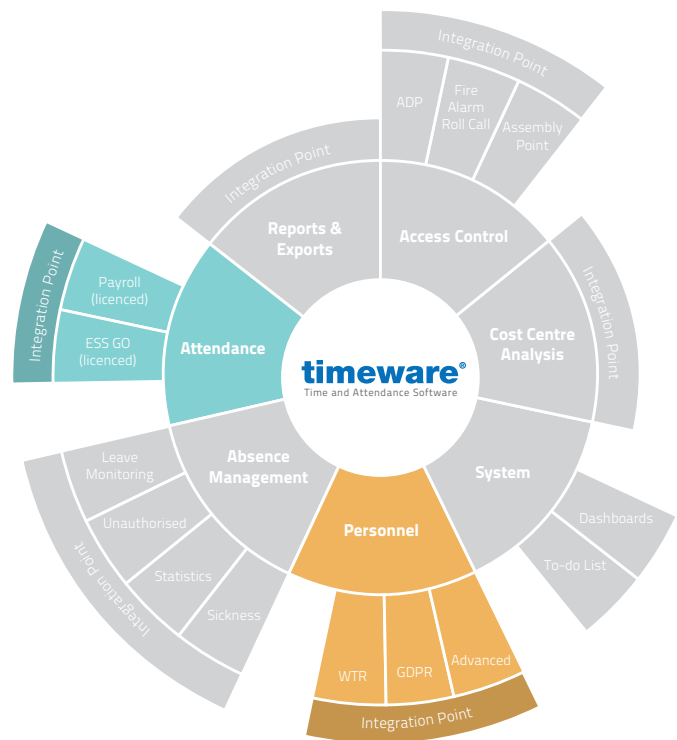 Integration Point
ADP
Fire
Alarm
Roll Call
Assembly
Point
Integration Point
Reports &
Exports
Access Control
Integration Point
Cost Centre
Analysis
Integration Point
Payroll
(licenced)
ESS GO
(licenced)
Attendance
timeware®
Time and Attendance Software
Absence
Management
Leave
Monitoring
Unauthorised
Statistics
Sickness
Integration Point
System
Dashboards
To-do List
Personnel
WTR
GDPR
Advanced
Integration Point